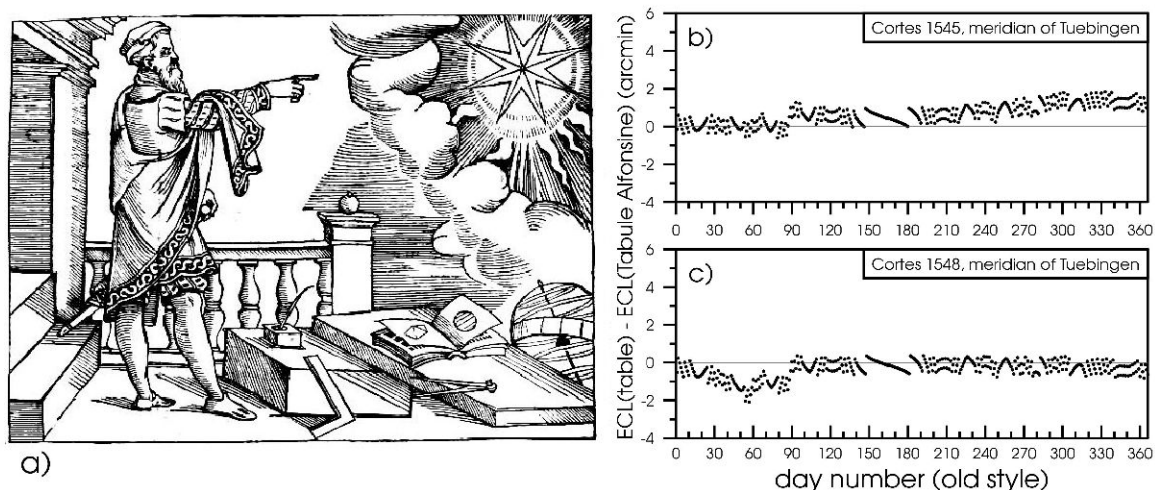 a)
ECL(table) - ECL(Tabule Alfonsine) (arcmin)
b)
Cortes 1545, meridian of Tuebingen
6
4
2
0
-2
-4
0 30 60 90 120 150 180 210 240 270 300 330 360
c)
Cortes 1548, meridian of Tuebingen
6
4
2
0
-2
-4
0 30 60 90 120 150 180 210 240 270 300 330 360
day number (old style)